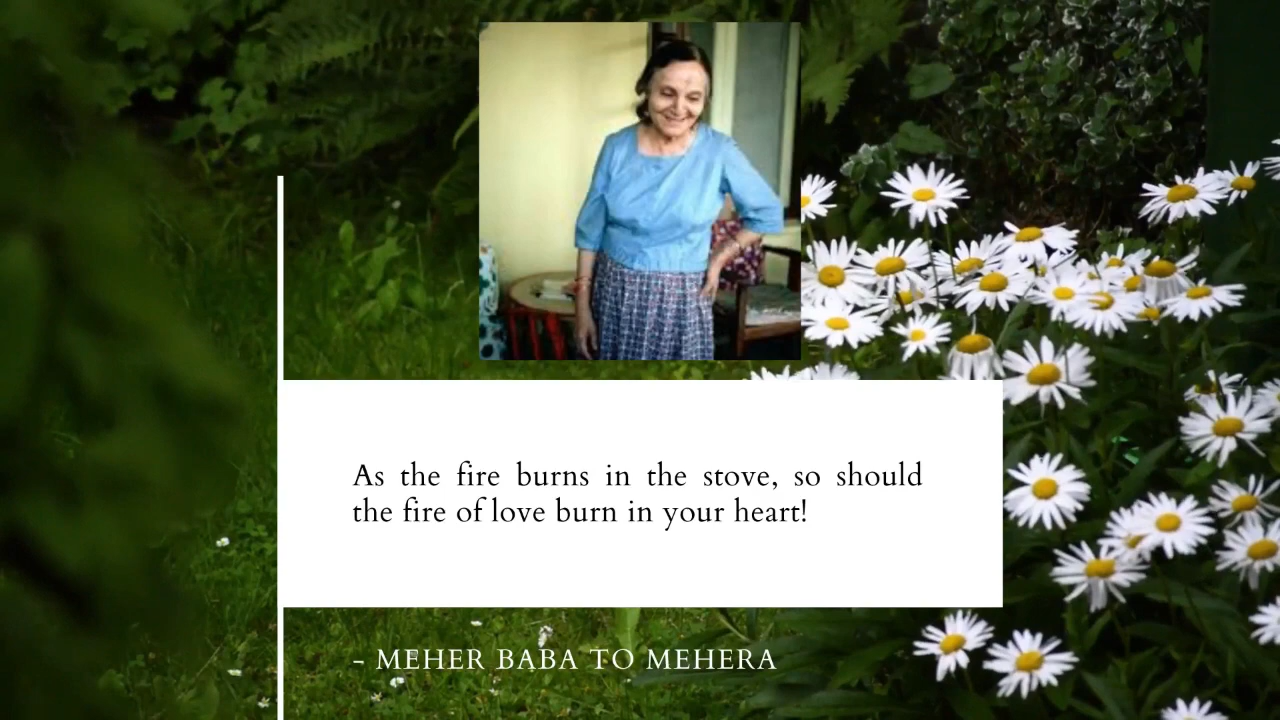 As the fire burns in the stove, so should
the fire of love burn in your heart!
- MEHER BABA TO MEHERA